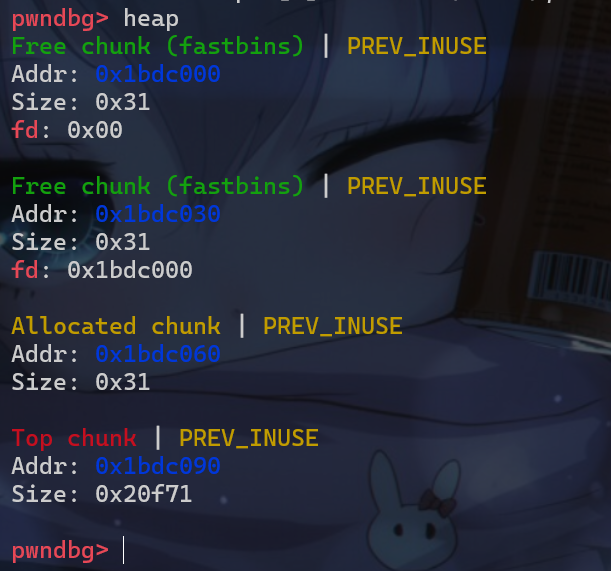 pwndbg> heap
Free chunk (fastbins) | PREV_INUSE
Addr: 0x1bdc000
Size: 0x31
fd: 0x00
Free chunk (fastbins) | PREV_INUSE
Addr: 0x1bdc030
Size: 0x31
fd: 0x1bdc000
Allocated chunk | PREV_INUSE
Addr: 0x1bdc060
Size: 0x31
Top chunk | PREV_INUSE
Addr: 0x1bdc090
Size: 0x20f71
pwndbg>